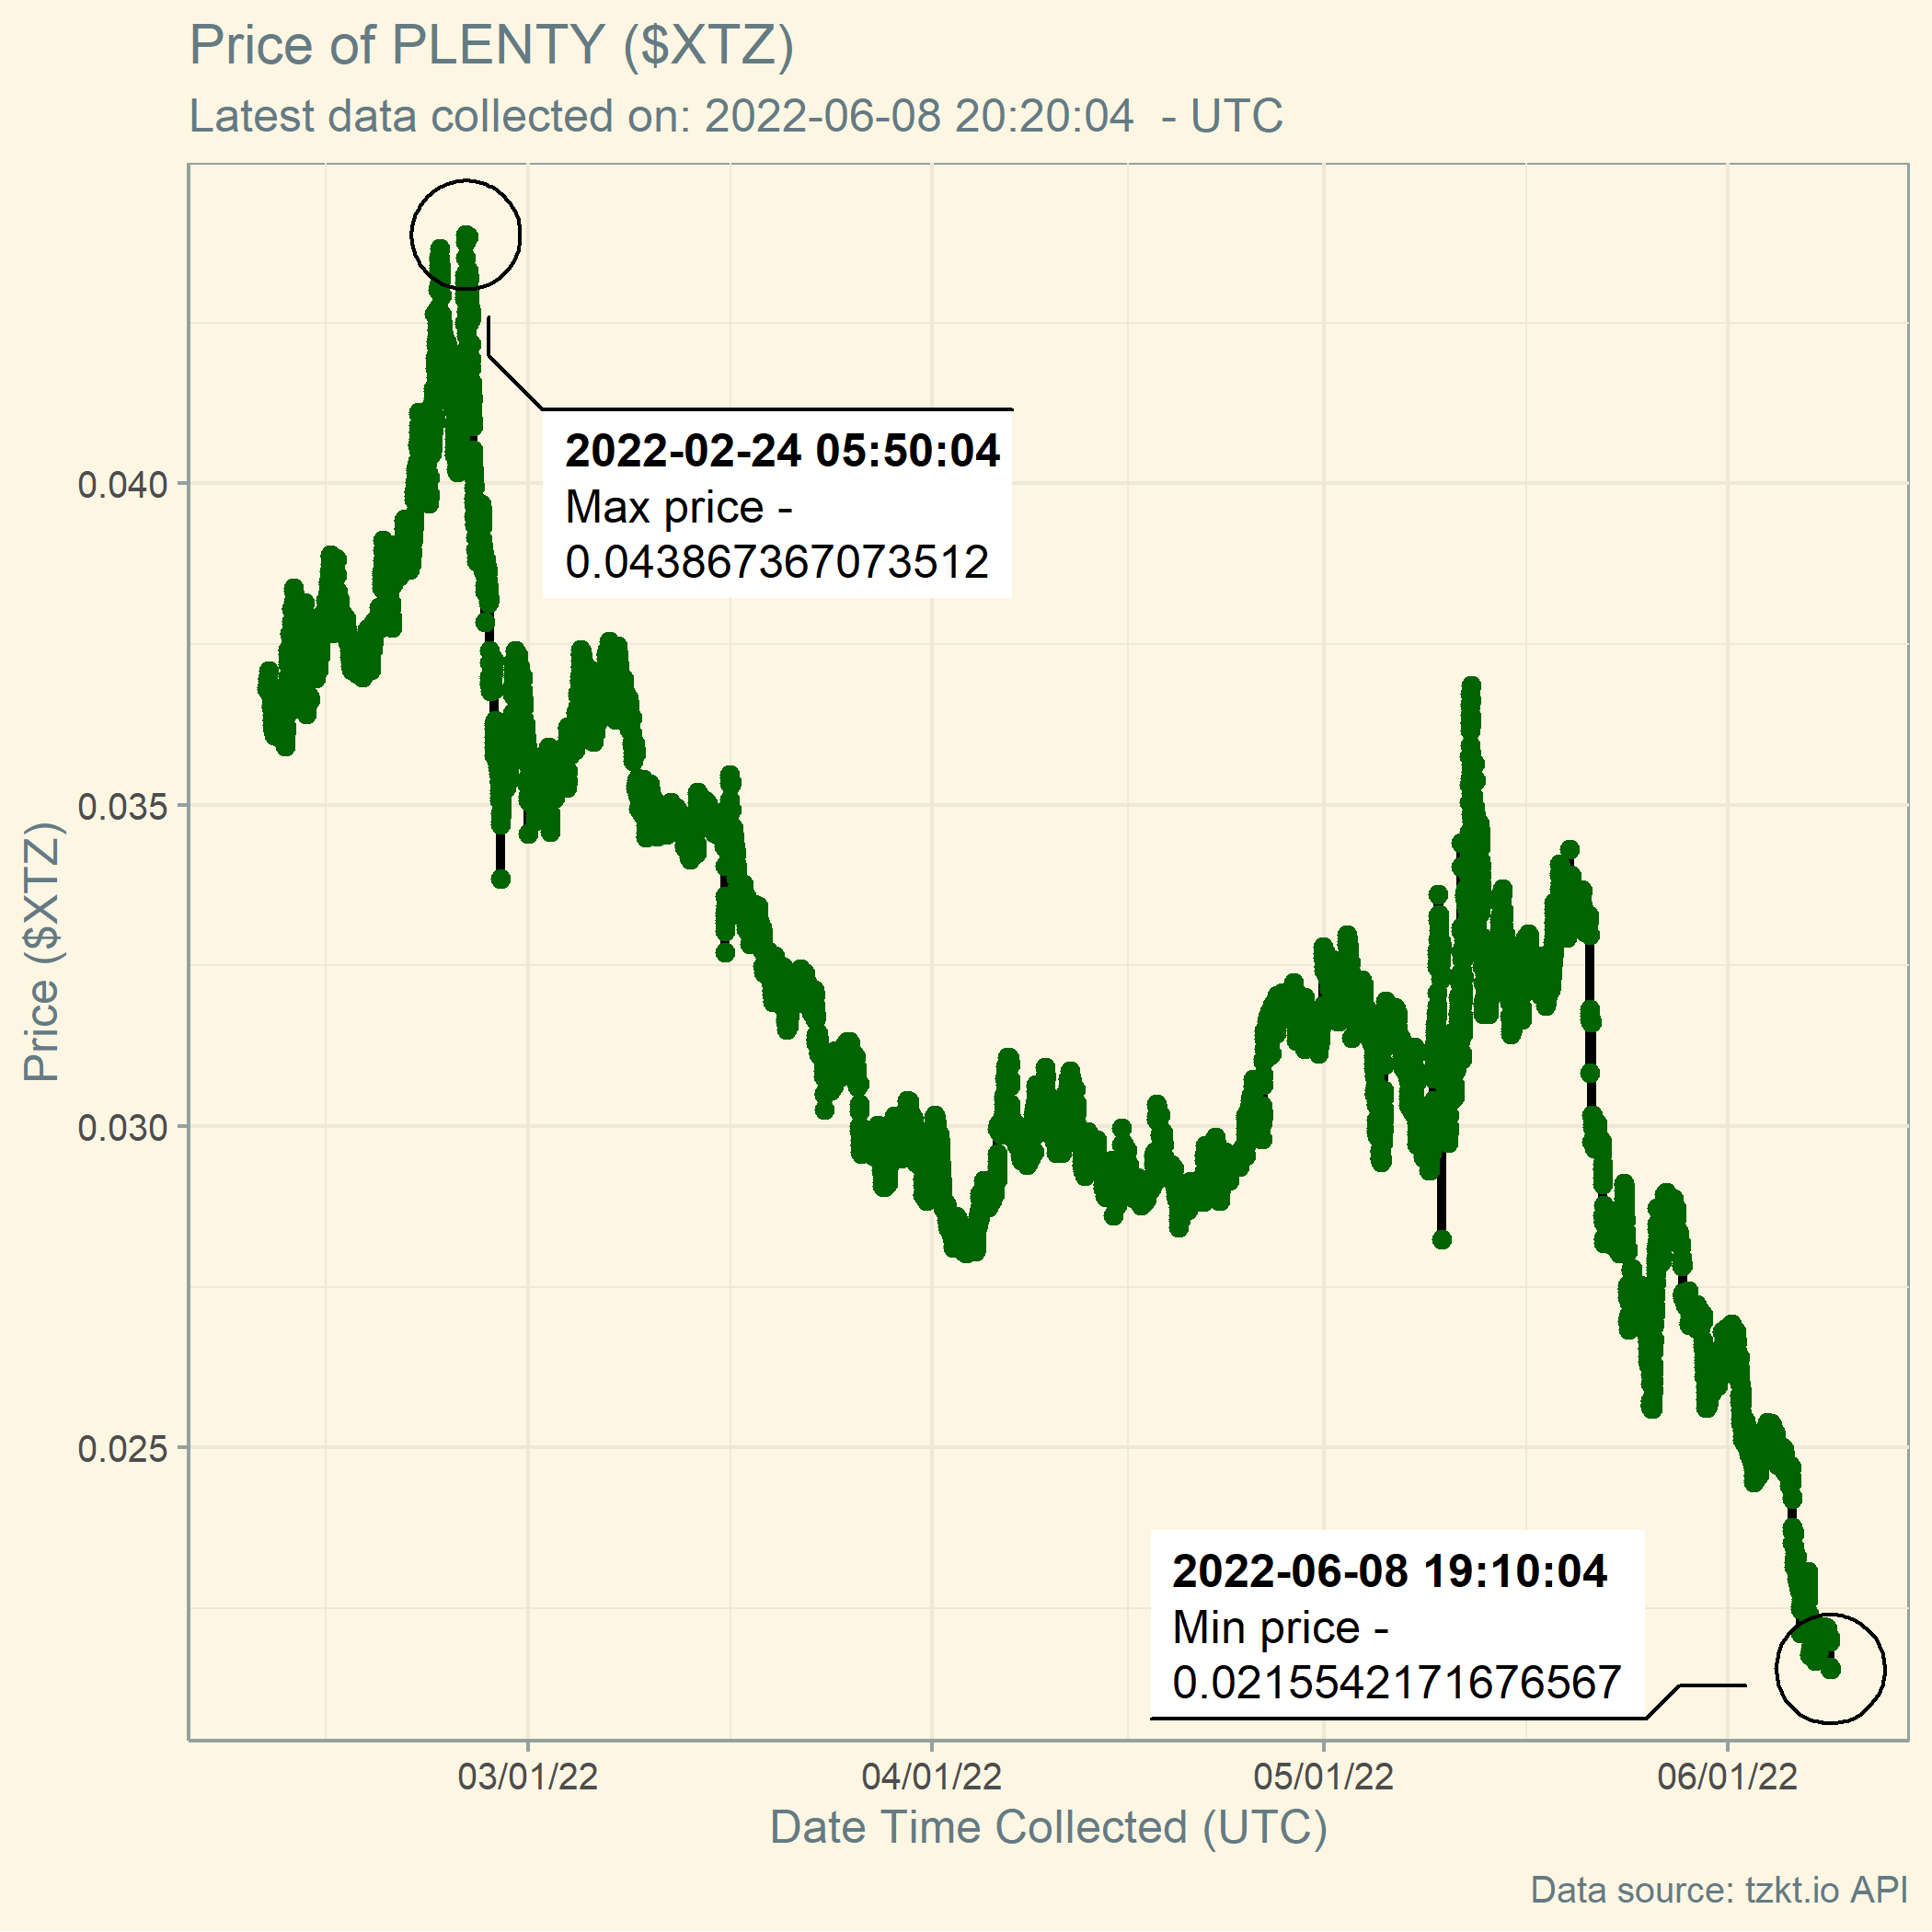 Price of PLENTY ($XTZ)
Latest data collected on: 2022-06-08 20:20:04  - UTC
2022-02-24 05:50:04
Max price -
0.043867367073512
0.040
0.035
0.030
0.025
Price ($XTZ)
2022-06-08 19:10:04
Min price -
0.0215542171676567
03/01/22
04/01/22
05/01/22
06/01/22
Date Time Collected (UTC)
Data source: tzkt.io API